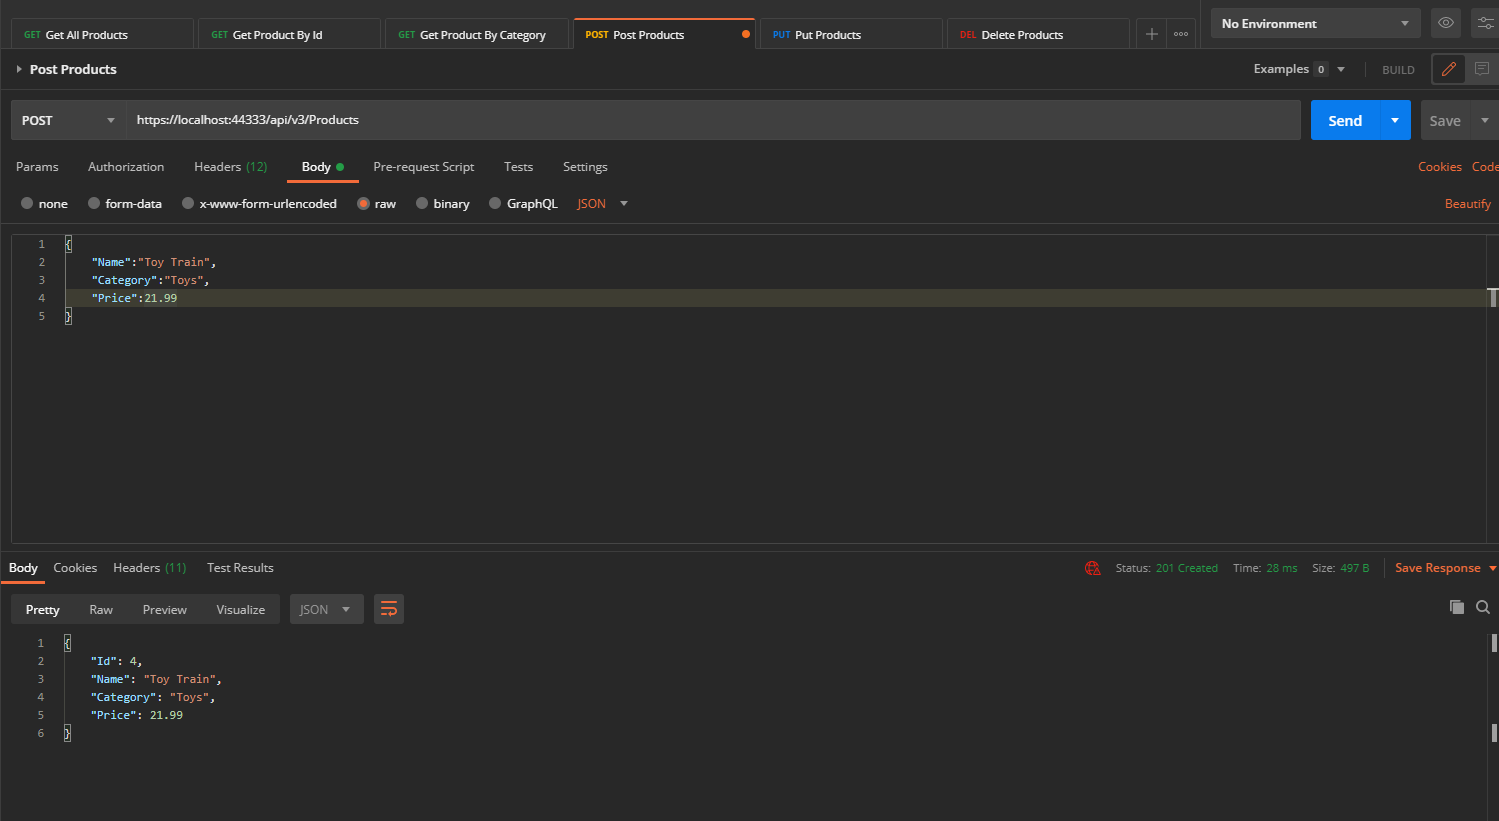 GET Get All Products GET Get Product By Id GET Get Product By Category POST Post Products PUT Put Products DEL Delete Products No Environment
Post Products Examples 0 BUILD
POST https://localhost:44333/api/v3/Products Send Save
Params Authorization Headers (12) Body Pre-request Script Tests Settings Cookies Code
none form-data x-www-form-urlencoded raw binary GraphQL JSON Beautify
1 {
2 "Name":"Toy Train",
3 "Category":"Toys",
4 "Price":21.99
5 }
Body Cookies Headers (11) Test Results Status: 201 Created Time: 28 ms Size: 497 B Save Response
Pretty Raw Preview Visualize JSON
1 {
2 "Id": 4,
3 "Name": "Toy Train",
4 "Category": "Toys",
5 "Price": 21.99
6 }